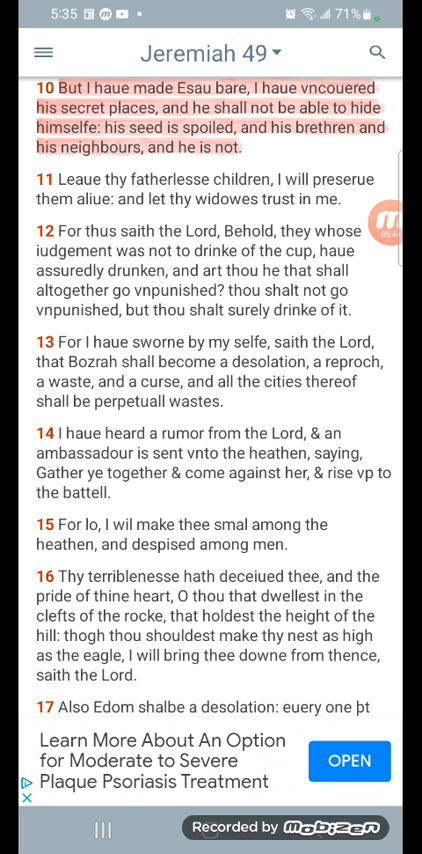 5:35 71%
Jeremiah 49
10 But I haue made Esau bare, I haue vncouered
his secret places, and he shall not be able to hide
himselfe: his seed is spoiled, and his brethren and
his neighbours, and he is not.
11 Leaue thy fatherlesse children, I will preserue
them aliue: and let thy widowes trust in me.
12 For thus saith the Lord, Behold, they whose
iudgement was not to drinke of the cup, haue
assuredly drunken, and art thou he that shall
altogether go vnpunished? thou shalt not go
vnpunished, but thou shalt surely drinke of it.
13 For I haue sworne by my selfe, saith the Lord,
that Bozrah shall become a desolation, a reproch,
a waste, and a curse, and all the cities thereof
shall be perpetuall wastes.
14 I haue heard a rumor from the Lord, & an
ambassadour is sent vnto the heathen, saying,
Gather ye together & come against her, & rise vp to
the battell.
15 For lo, I wil make thee smal among the
heathen, and despised among men.
16 Thy terriblenesse hath deceiued thee, and the
pride of thine heart, O thou that dwellest in the
clefts of the rocke, that holdest the height of the
hill: thogh thou shouldest make thy nest as high
as the eagle, I will bring thee downe from thence,
saith the Lord.
17 Also Edom shalbe a desolation: euery one þt
Learn More About An Option
for Moderate to Severe
Plaque Psoriasis Treatment
OPEN
Recorded by mobizen